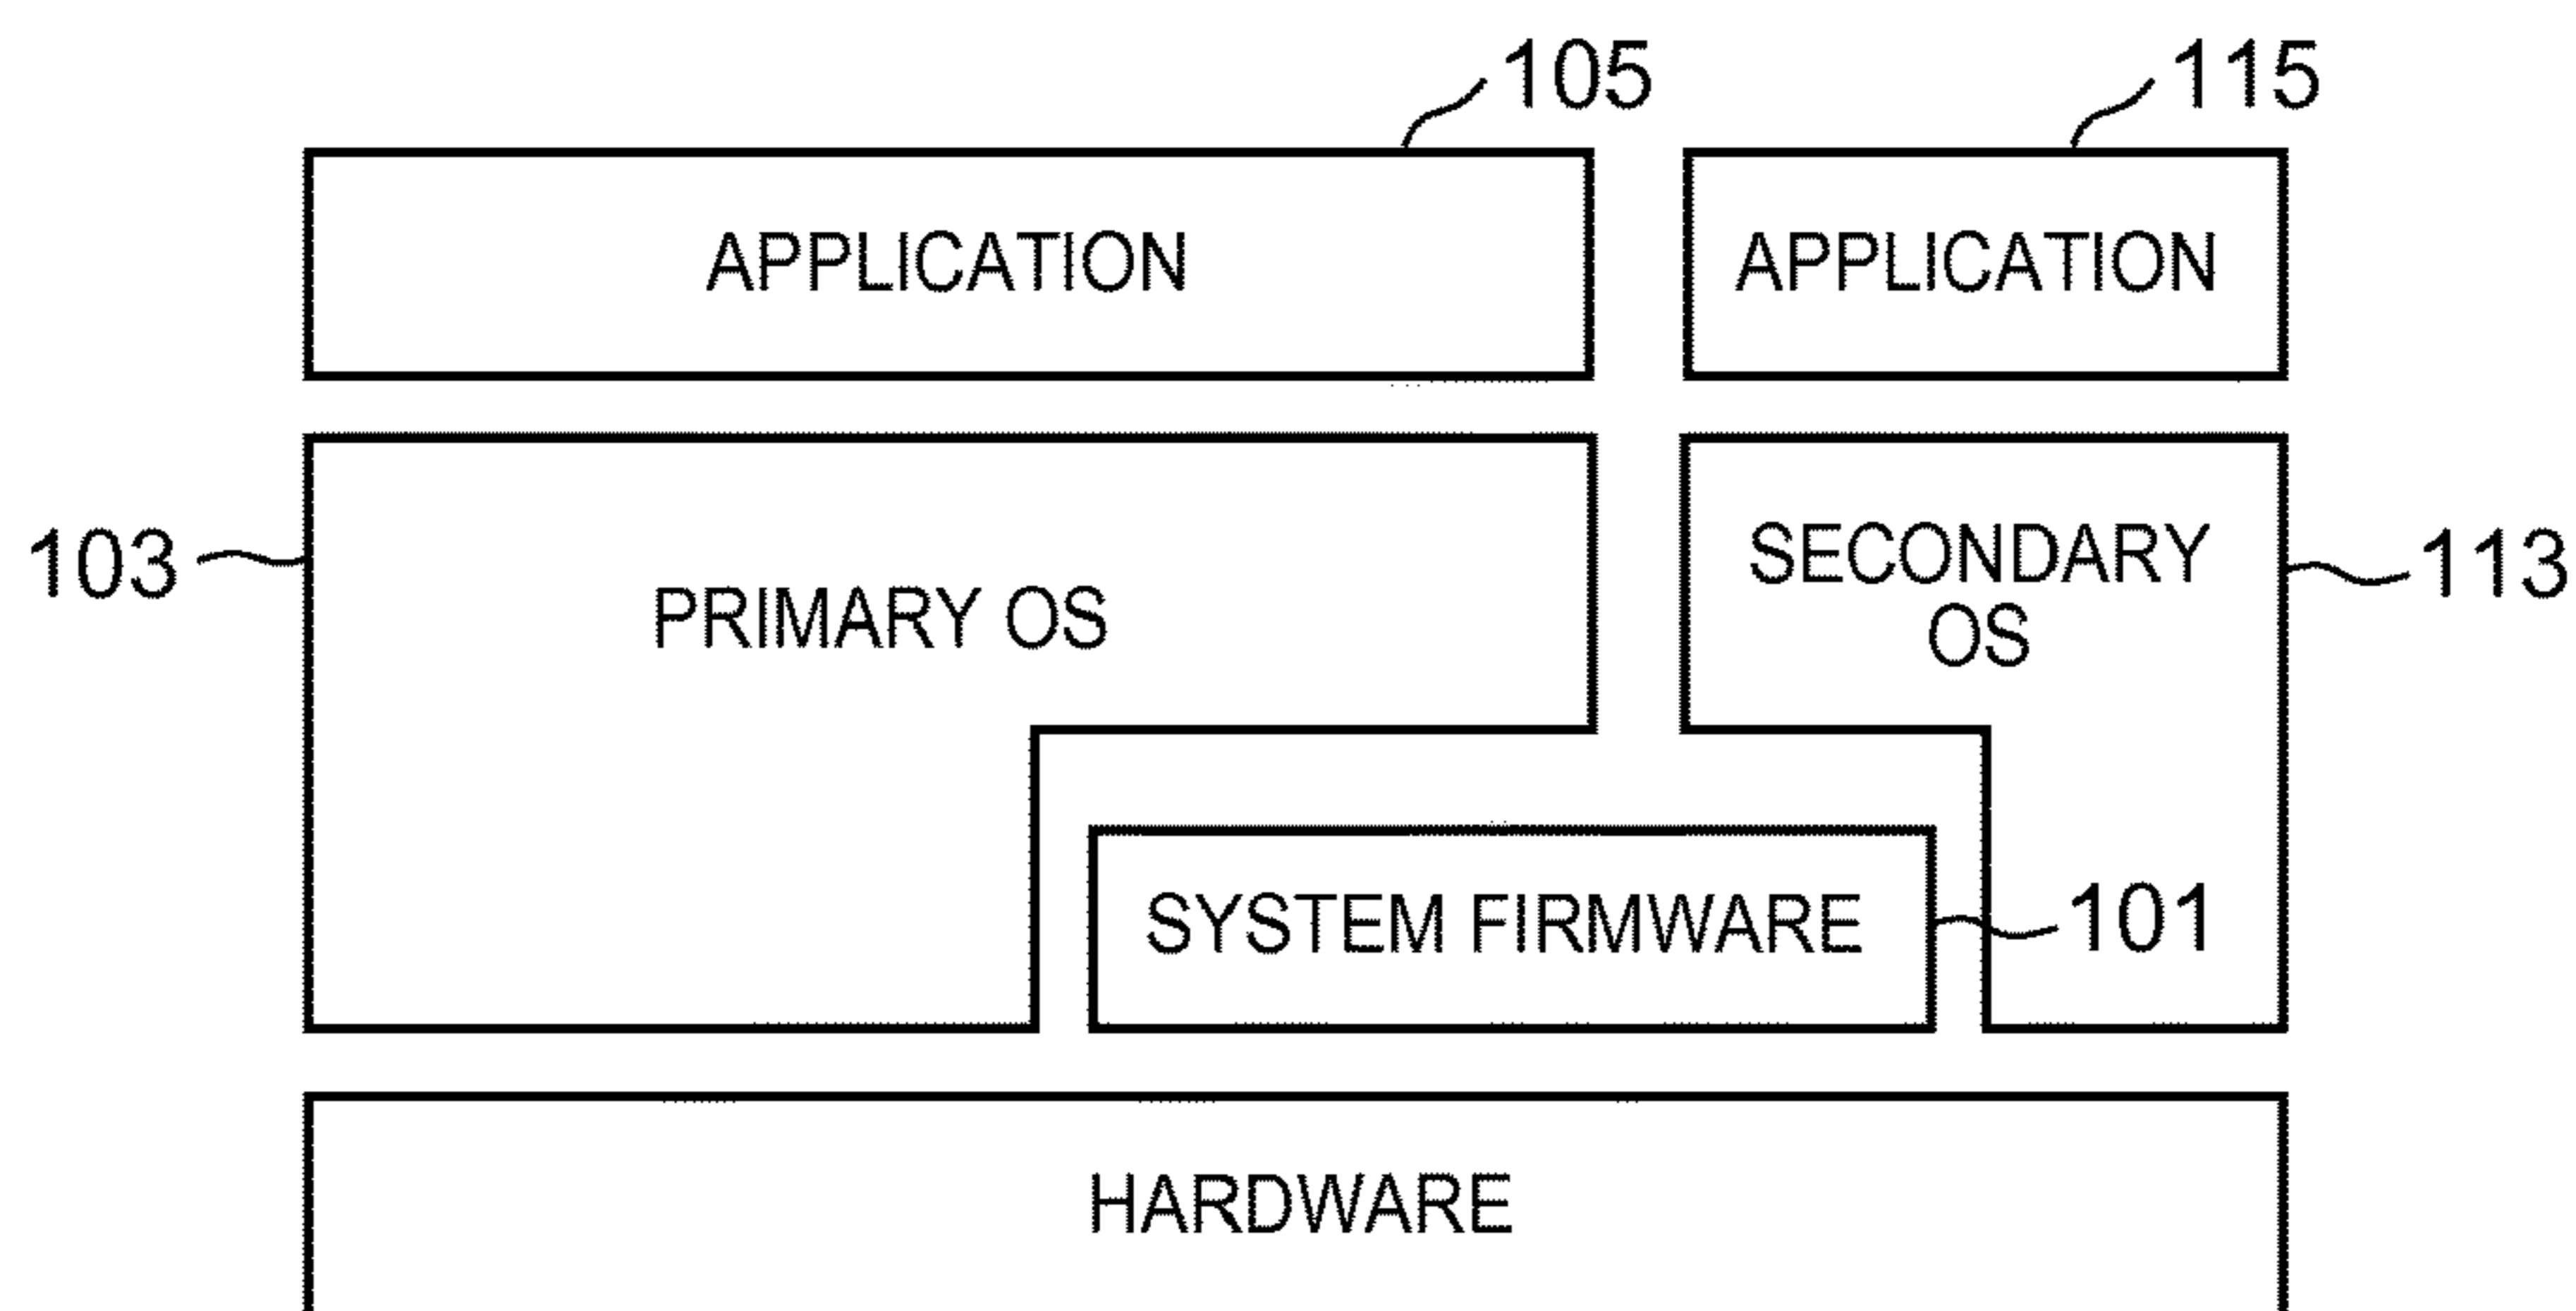 105
115
APPLICATION
APPLICATION
103
PRIMARY OS
SECONDARY
OS
113
SYSTEM FIRMWARE
101
HARDWARE